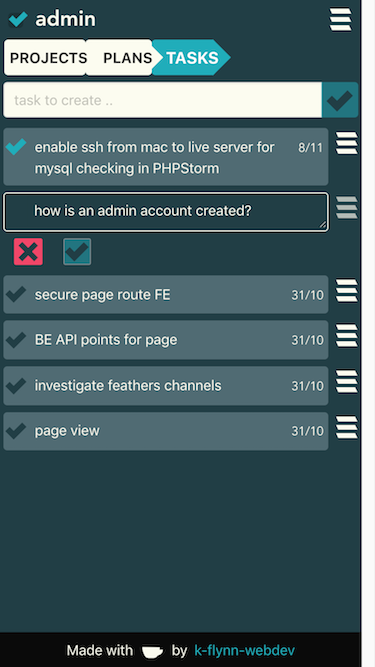 admin
PROJECTS PLANS TASKS
task to create ..
enable ssh from mac to live server for 8/11
mysql checking in PHPStorm
how is an admin account created?
secure page route FE 31/10
BE API points for page 31/10
investigate feathers channels 31/10
page view 31/10
Made with by k-flynn-webdev